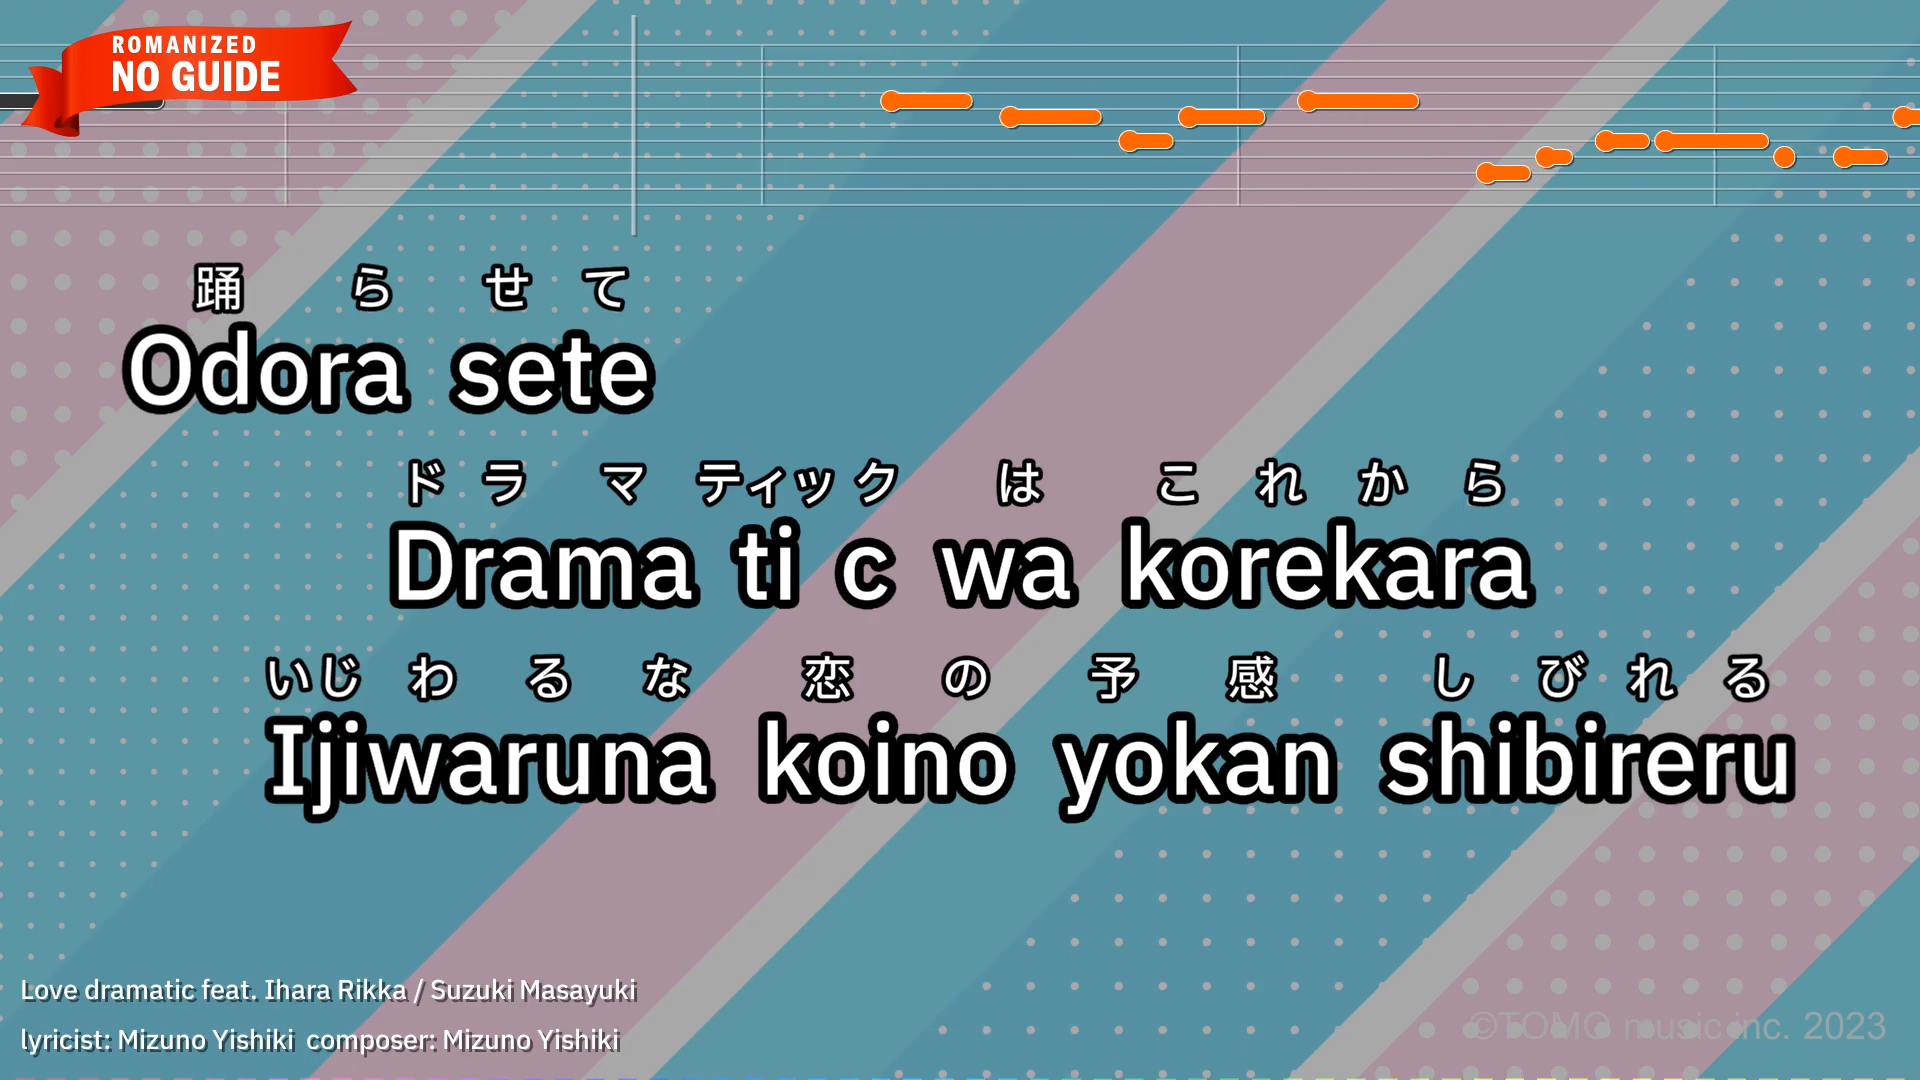 ROMANIZED
NO GUIDE
踊らせて
Odora sete
ドラマティックはこれから
Drama ti c wa korekara
いじわるな恋の予感しびれる
Ijiwaruna koino yokan shibireru
Love dramatic feat. Ihara Rikka / Suzuki Masayuki
lyricist: Mizuno Yishiki composer: Mizuno Yishiki
©TOMO music inc. 2023